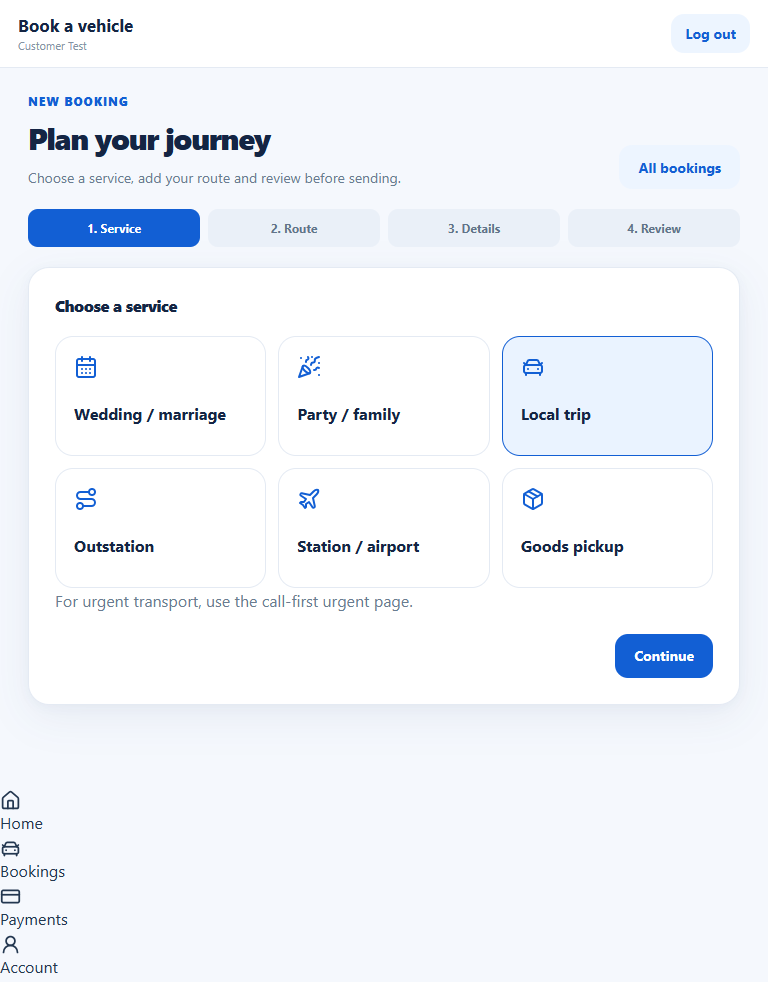 Book a vehicle
Customer Test
Log out
NEW BOOKING
Plan your journey
Choose a service, add your route and review before sending.
All bookings
1. Service
2. Route
3. Details
4. Review
Choose a service
Wedding / marriage
Party / family
Local trip
Outstation
Station / airport
Goods pickup
For urgent transport, use the call-first urgent page.
Continue
Home
Bookings
Payments
Account